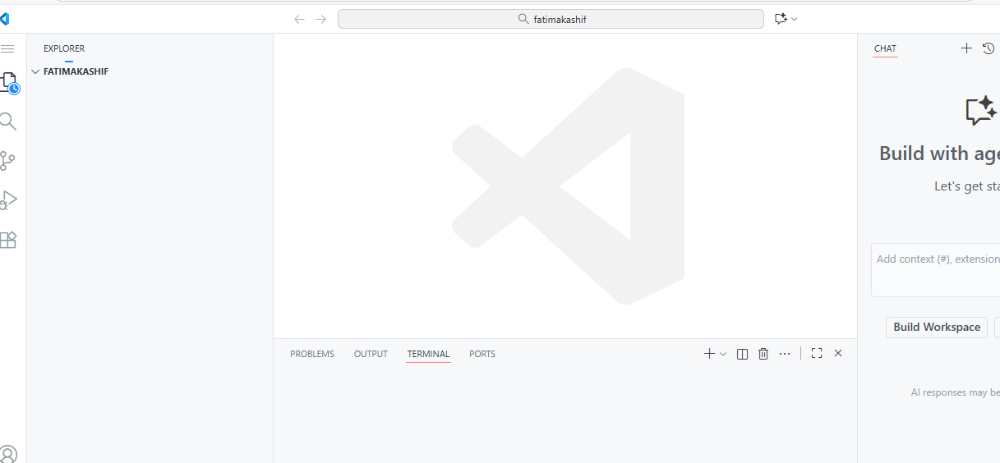 fatimakashif
EXPLORER
FATIMAKASHIF
CHAT
Build with age
Let's get sta
Add context (#), extension
Build Workspace
PROBLEMS OUTPUT TERMINAL PORTS
AI responses may be